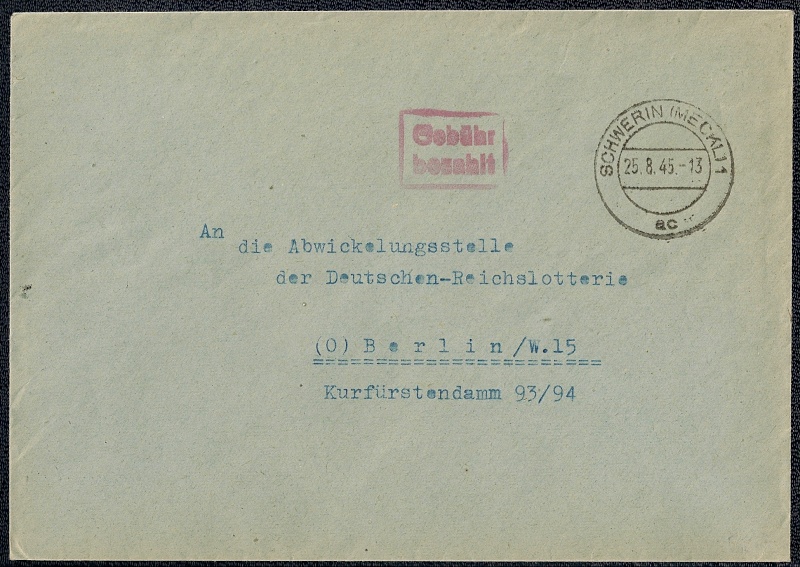 Gebühr
bezahlt
SCHWERIN (MECKL) 1
25.8.45.-13
ac
An
die Abwickelungsstelle
der Deutschen-Reichslotterie
(O) B e r l i n /W.15
========================
Kurfürstendamm 93/94